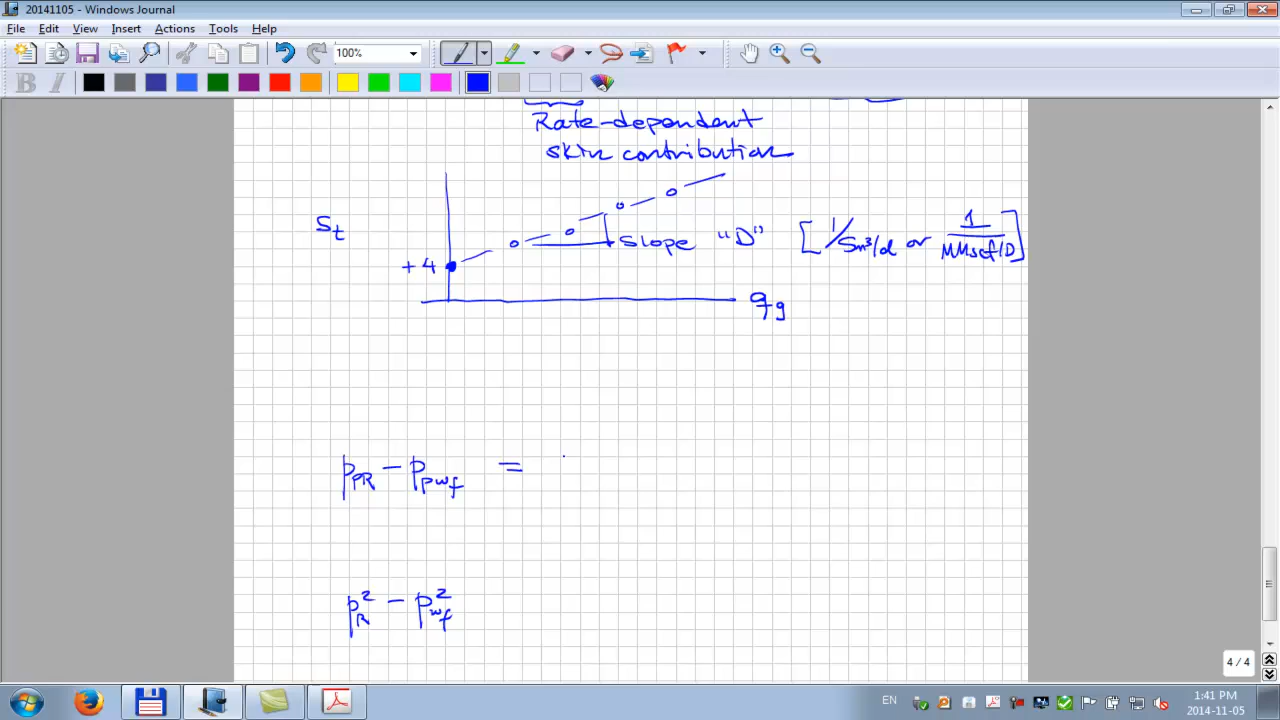 20141105 - Windows Journal
File Edit View Insert Actions Tools Help
100%
B I
Rate-dependent
skin contribution
St
+4
slope "D" [1/Sm³/d or 1/MMscf/D]
qg
pPR - ppwf =
pR² - pwf²
4 / 4
EN
1:41 PM
2014-11-05